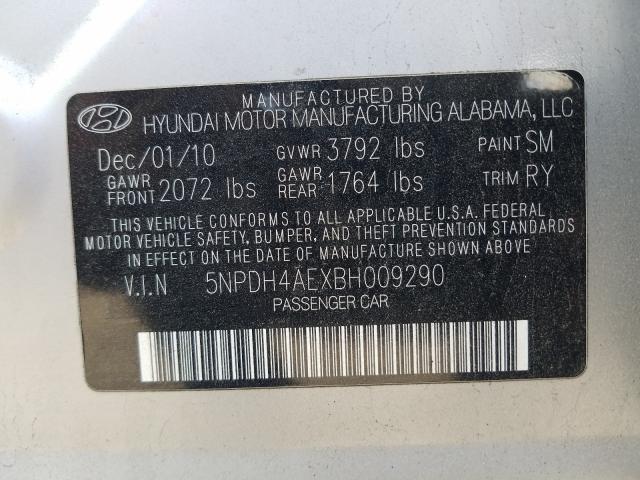 MANUFACTURED BY
HYUNDAI MOTOR MANUFACTURING ALABAMA, LLC
Dec/01/10 GVWR 3792 lbs PAINT SM
GAWR FRONT 2072 lbs GAWR REAR 1764 lbs TRIM RY
THIS VEHICLE CONFORMS TO ALL APPLICABLE U.S.A. FEDERAL
MOTOR VEHICLE SAFETY, BUMPER, AND THEFT PREVENTION STANDARDS
IN EFFECT ON THE DATE OF MANUFACTURE SHOWN ABOVE.
V.I.N 5NPDH4AEXBH009290
PASSENGER CAR